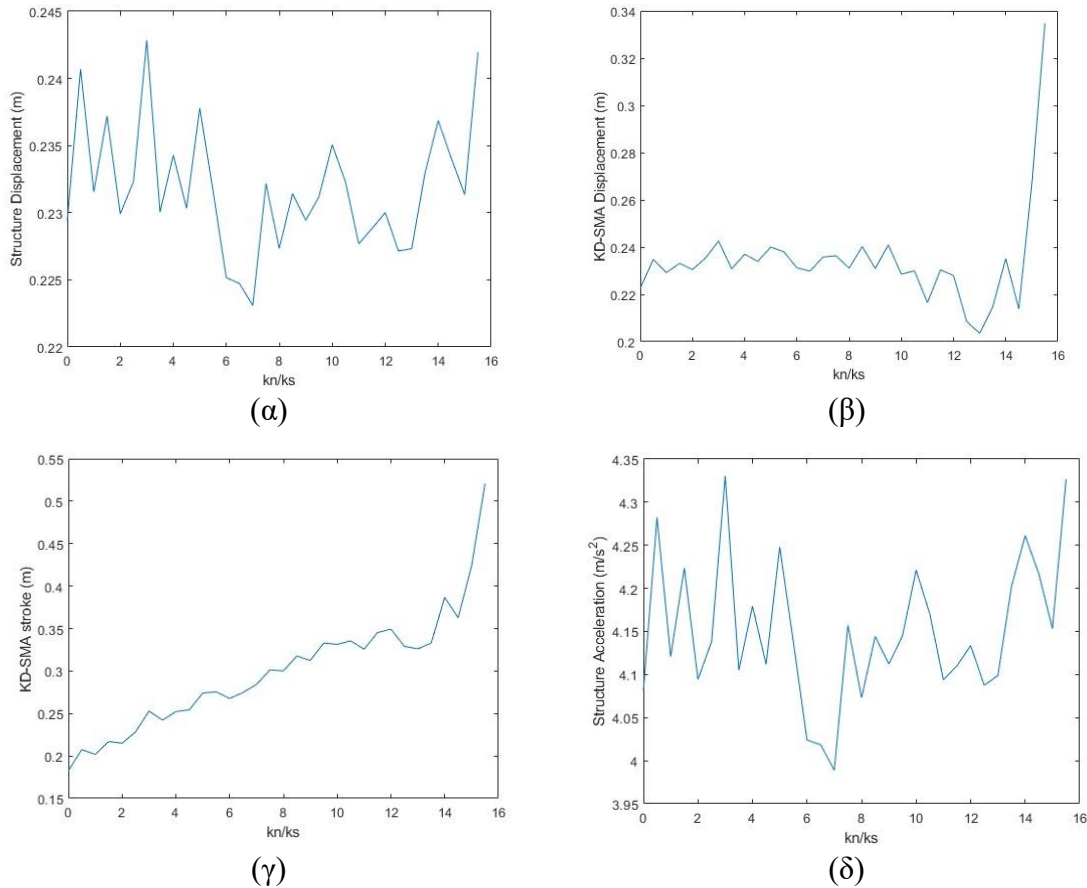 Structure Displacement (m)
0.245
0.24
0.235
0.23
0.225
0.22
0 2 4 6 8 10 12 14 16
kn/ks
(α)
KD-SMA Displacement (m)
0.34
0.32
0.3
0.28
0.26
0.24
0.22
0.2
0 2 4 6 8 10 12 14 16
kn/ks
(β)
KD-SMA stroke (m)
0.55
0.5
0.45
0.4
0.35
0.3
0.25
0.2
0.15
0 2 4 6 8 10 12 14 16
kn/ks
(γ)
Structure Acceleration (m/s²)
4.35
4.3
4.25
4.2
4.15
4.1
4.05
4
3.95
0 2 4 6 8 10 12 14 16
kn/ks
(δ)